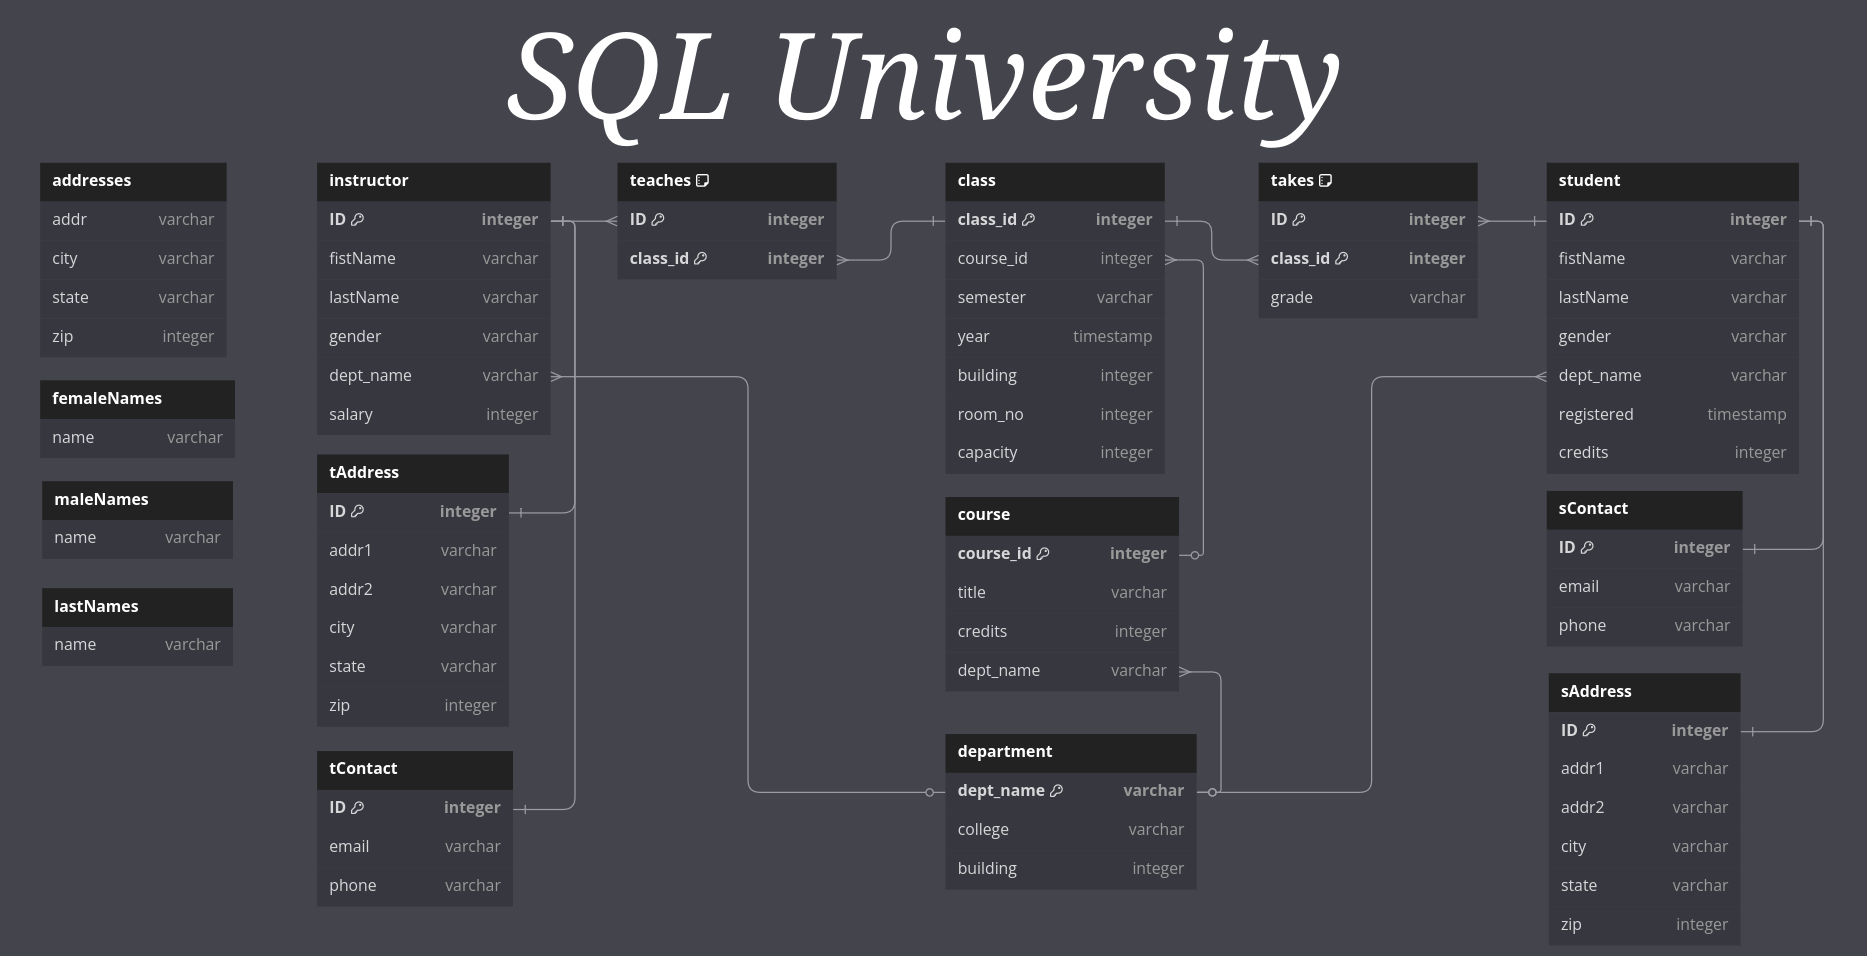 SQL University
addresses
addr varchar
city varchar
state varchar
zip integer
femaleNames
name varchar
maleNames
name varchar
lastNames
name varchar
instructor
ID integer
fistName varchar
lastName varchar
gender varchar
dept_name varchar
salary integer
tAddress
ID integer
addr1 varchar
addr2 varchar
city varchar
state varchar
zip integer
tContact
ID integer
email varchar
phone varchar
teaches
ID integer
class_id integer
class
class_id integer
course_id integer
semester varchar
year timestamp
building integer
room_no integer
capacity integer
course
course_id integer
title varchar
credits integer
dept_name varchar
department
dept_name varchar
college varchar
building integer
takes
ID integer
class_id integer
grade varchar
student
ID integer
fistName varchar
lastName varchar
gender varchar
dept_name varchar
registered timestamp
credits integer
sContact
ID integer
email varchar
phone varchar
sAddress
ID integer
addr1 varchar
addr2 varchar
city varchar
state varchar
zip integer